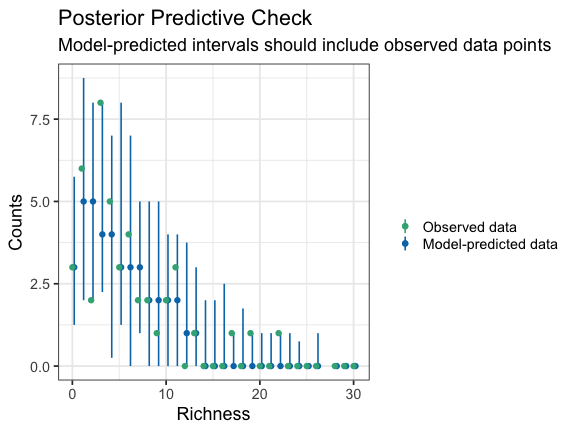 Posterior Predictive Check
Model-predicted intervals should include observed data points
7.5
5.0
2.5
0.0
Counts
0 10 20 30
Richness
Observed data
Model-predicted data